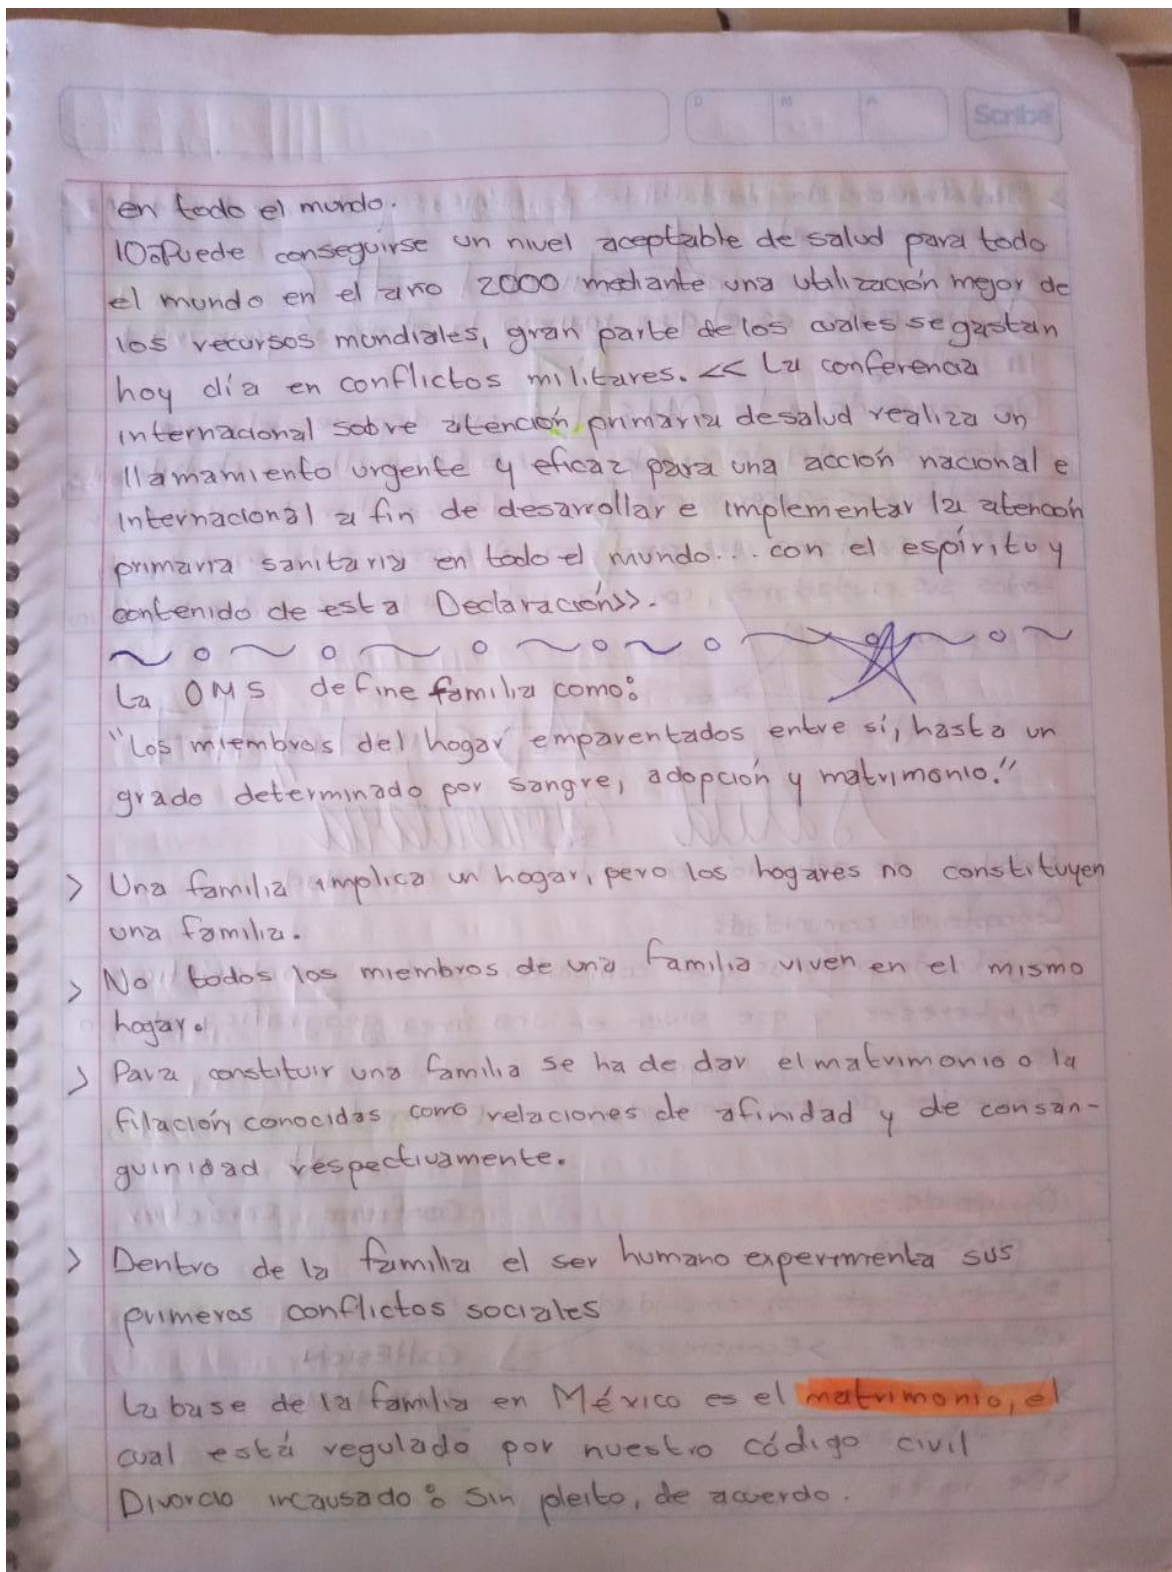 D M A
Scribe
en todo el mundo.
10.-Puede conseguirse un nivel aceptable de salud para todo
el mundo en el año 2000 mediante una utilización mejor de
los recursos mundiales, gran parte de los cuales se gastan
hoy día en conflictos militares. << La conferencia
internacional sobre atención primaria de salud realiza un
llamamiento urgente y eficaz para una acción nacional e
internacional a fin de desarrollar e implementar la atención
primaria sanitaria en todo el mundo... con el espíritu y
contenido de esta Declaración>>.
La OMS define familia como:
"Los miembros del hogar emparentados entre sí, hasta un
grado determinado por sangre, adopción y matrimonio."
> Una familia implica un hogar, pero los hogares no constituyen
una familia.
> No todos los miembros de una familia viven en el mismo
hogar.
> Para constituir una familia se ha de dar el matrimonio o la
filación conocidas como relaciones de afinidad y de consan-
guinidad respectivamente.
> Dentro de la familia el ser humano experimenta sus
primeros conflictos sociales
La base de la familia en México es el matrimonio, el
cual está regulado por nuestro código civil
Divorcio incausado: Sin pleito, de acuerdo.